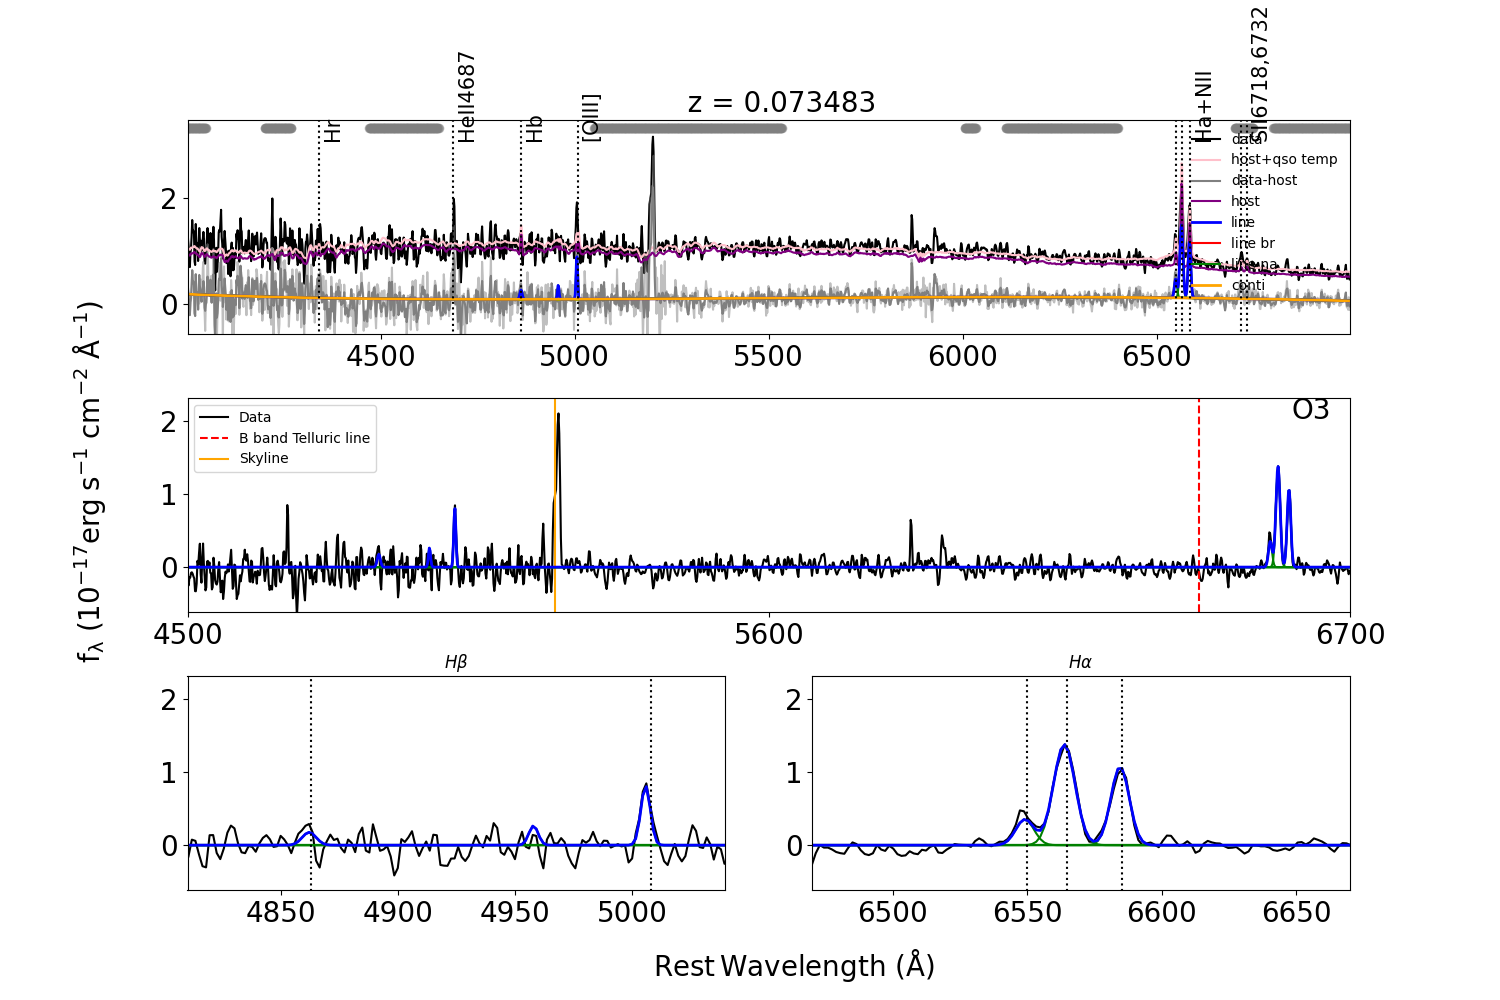 z = 0.073483
Hr
HeII4687
Hb
[OIII]
Ha+NII
SII6718,6732
data
host+qso temp
data-host
host
line
line br
line na
conti
2
0
4500 5000 5500 6000 6500
fλ (10⁻¹⁷erg s⁻¹ cm⁻² Å⁻¹)
O3
Data
B band Telluric line
Skyline
2
1
0
4500 5600 6700
Hβ
2
1
0
4850 4900 4950 5000
Hα
2
1
0
6500 6550 6600 6650
Rest Wavelength (Å)